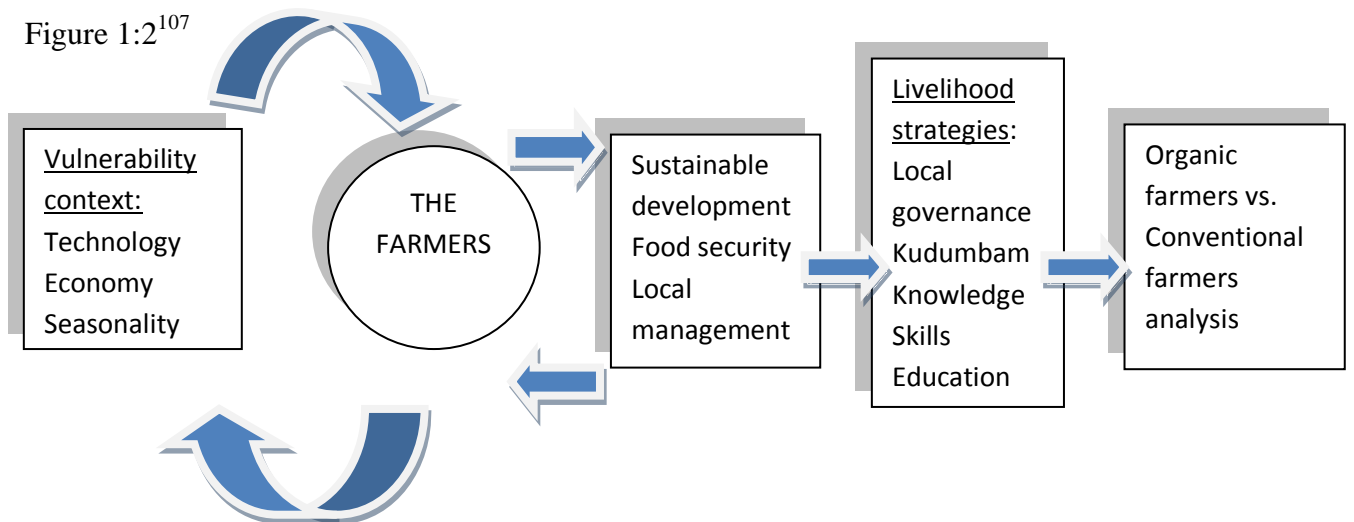 Figure 1:2107
Vulnerability
context:
Technology
Economy
Seasonality
THE
FARMERS
Sustainable
development
Food security
Local
management
Livelihood
strategies:
Local
governance
Kudumbam
Knowledge
Skills
Education
Organic
farmers vs.
Conventional
farmers
analysis